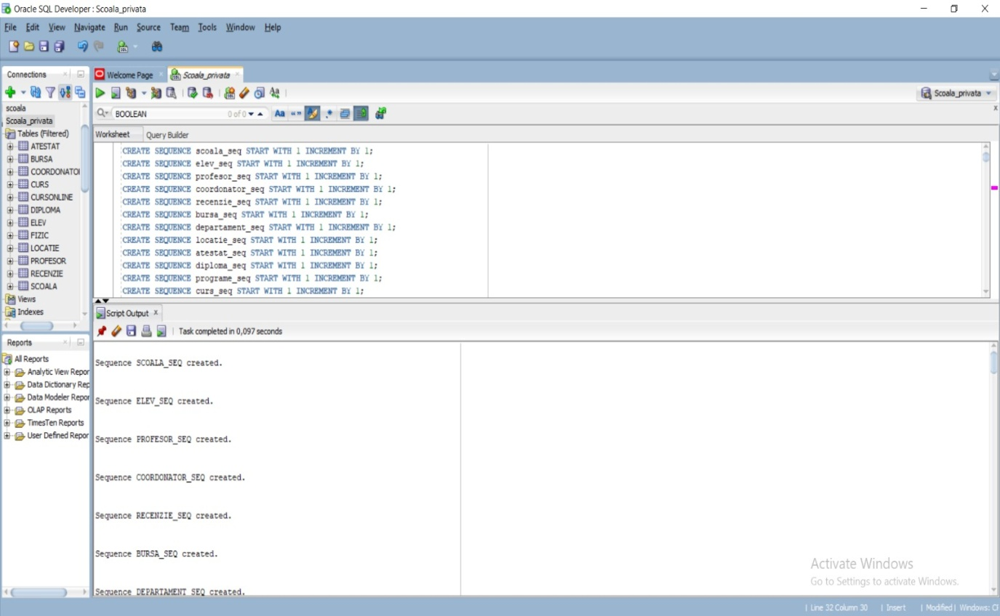 Oracle SQL Developer : Scoala_privata
File Edit View Navigate Run Source Team Tools Window Help
Connections
Welcome Page
Scoala_privata
Scoala_privata
BOOLEAN
0 of 0
Aa
scoala
Scoala_privata
Tables (Filtered)
ATESTAT
BURSA
COORDONATO
CURS
CURSONLINE
DIPLOMA
ELEV
FIZIC
LOCATIE
PROFESOR
RECENZIE
SCOALA
Views
Indexes
Worksheet Query Builder
CREATE SEQUENCE scoala_seq START WITH 1 INCREMENT BY 1;
CREATE SEQUENCE elev_seq START WITH 1 INCREMENT BY 1;
CREATE SEQUENCE profesor_seq START WITH 1 INCREMENT BY 1;
CREATE SEQUENCE coordonator_seq START WITH 1 INCREMENT BY 1;
CREATE SEQUENCE recenzie_seq START WITH 1 INCREMENT BY 1;
CREATE SEQUENCE bursa_seq START WITH 1 INCREMENT BY 1;
CREATE SEQUENCE departament_seq START WITH 1 INCREMENT BY 1;
CREATE SEQUENCE locatie_seq START WITH 1 INCREMENT BY 1;
CREATE SEQUENCE atestat_seq START WITH 1 INCREMENT BY 1;
CREATE SEQUENCE diploma_seq START WITH 1 INCREMENT BY 1;
CREATE SEQUENCE programe_seq START WITH 1 INCREMENT BY 1;
CREATE SEQUENCE curs_seq START WITH 1 INCREMENT BY 1;
Script Output
Task completed in 0,097 seconds
Reports
All Reports
Analytic View Repor
Data Dictionary Rep
Data Modeler Repor
OLAP Reports
TimesTen Reports
User Defined Repor
Sequence SCOALA_SEQ created.
Sequence ELEV_SEQ created.
Sequence PROFESOR_SEQ created.
Sequence COORDONATOR_SEQ created.
Sequence RECENZIE_SEQ created.
Sequence BURSA_SEQ created.
Sequence DEPARTAMENT_SEQ created.
Activate Windows
Go to Settings to activate Windows.
Line 32 Column 30 | Insert | Modified | Windows: C